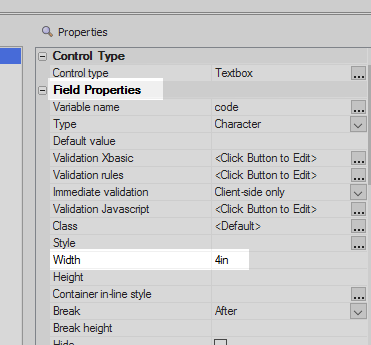 Properties
Control Type
Control type Textbox ...
Field Properties
Variable name code ...
Type Character
Default value
Validation Xbasic <Click Button to Edit> ...
Validation rules <Click Button to Edit> ...
Immediate validation Client-side only
Validation Javascript <Click Button to Edit> ...
Class <Default>
Style ...
Width 4in
Height
Container in-line style ...
Break After
Break height
Hide